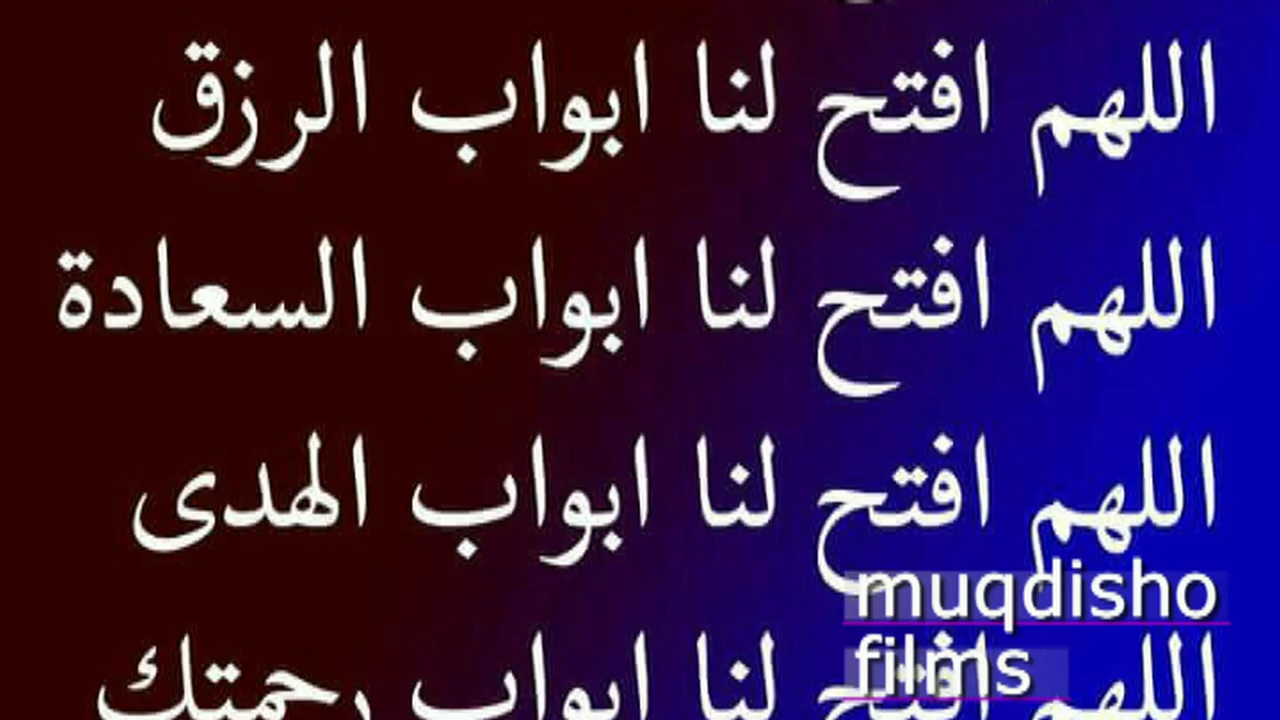 اللهم افتح لنا ابواب الرزق
اللهم افتح لنا ابواب السعادة
اللهم افتح لنا ابواب الهدى
اللهم افتح لنا ابواب رحمتك
muqdisho
films